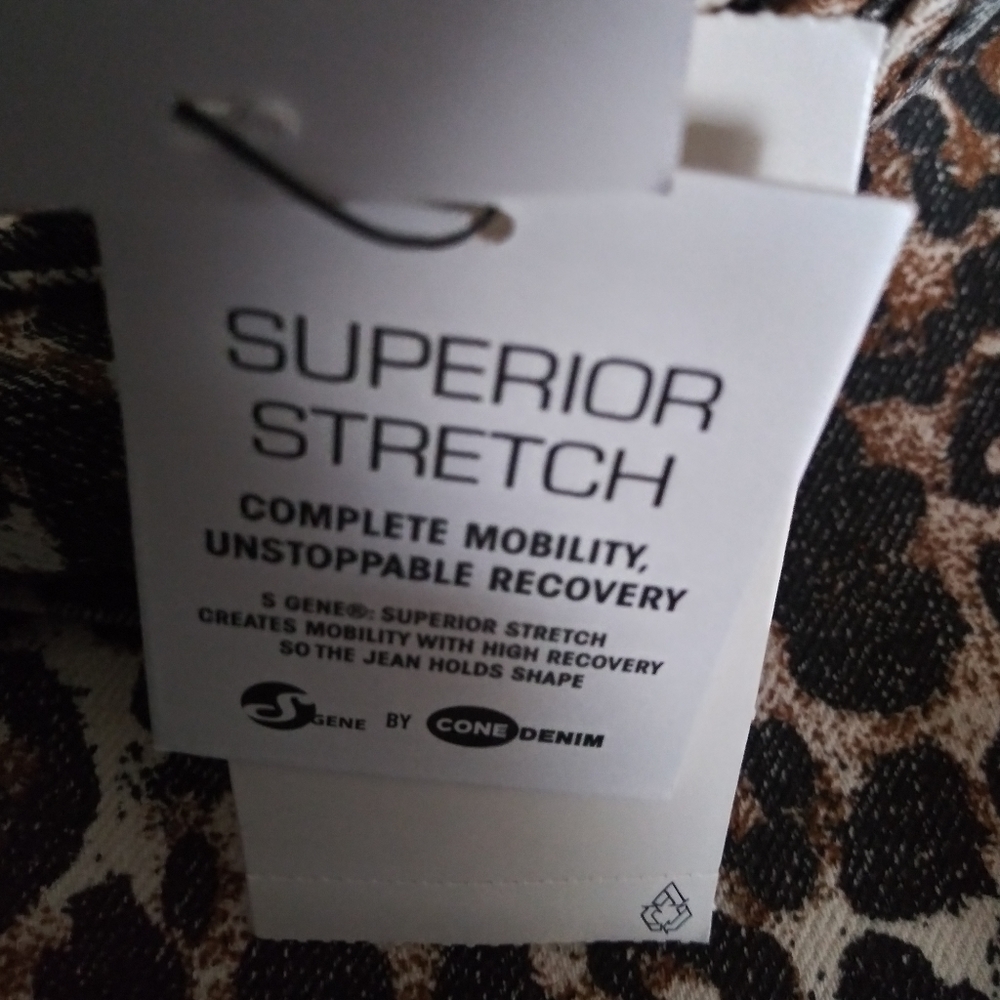 SUPERIOR
STRETCH
COMPLETE MOBILITY,
UNSTOPPABLE RECOVERY
S GENE®: SUPERIOR STRETCH
CREATES MOBILITY WITH HIGH RECOVERY
SO THE JEAN HOLDS SHAPE
S GENE BY CONE DENIM